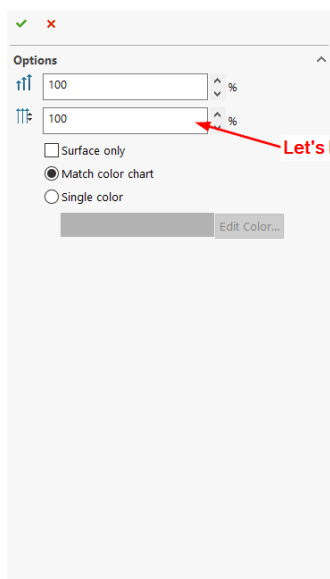 Options
100 %
100 %
Let's
Surface only
Match color chart
Single color
Edit Color...